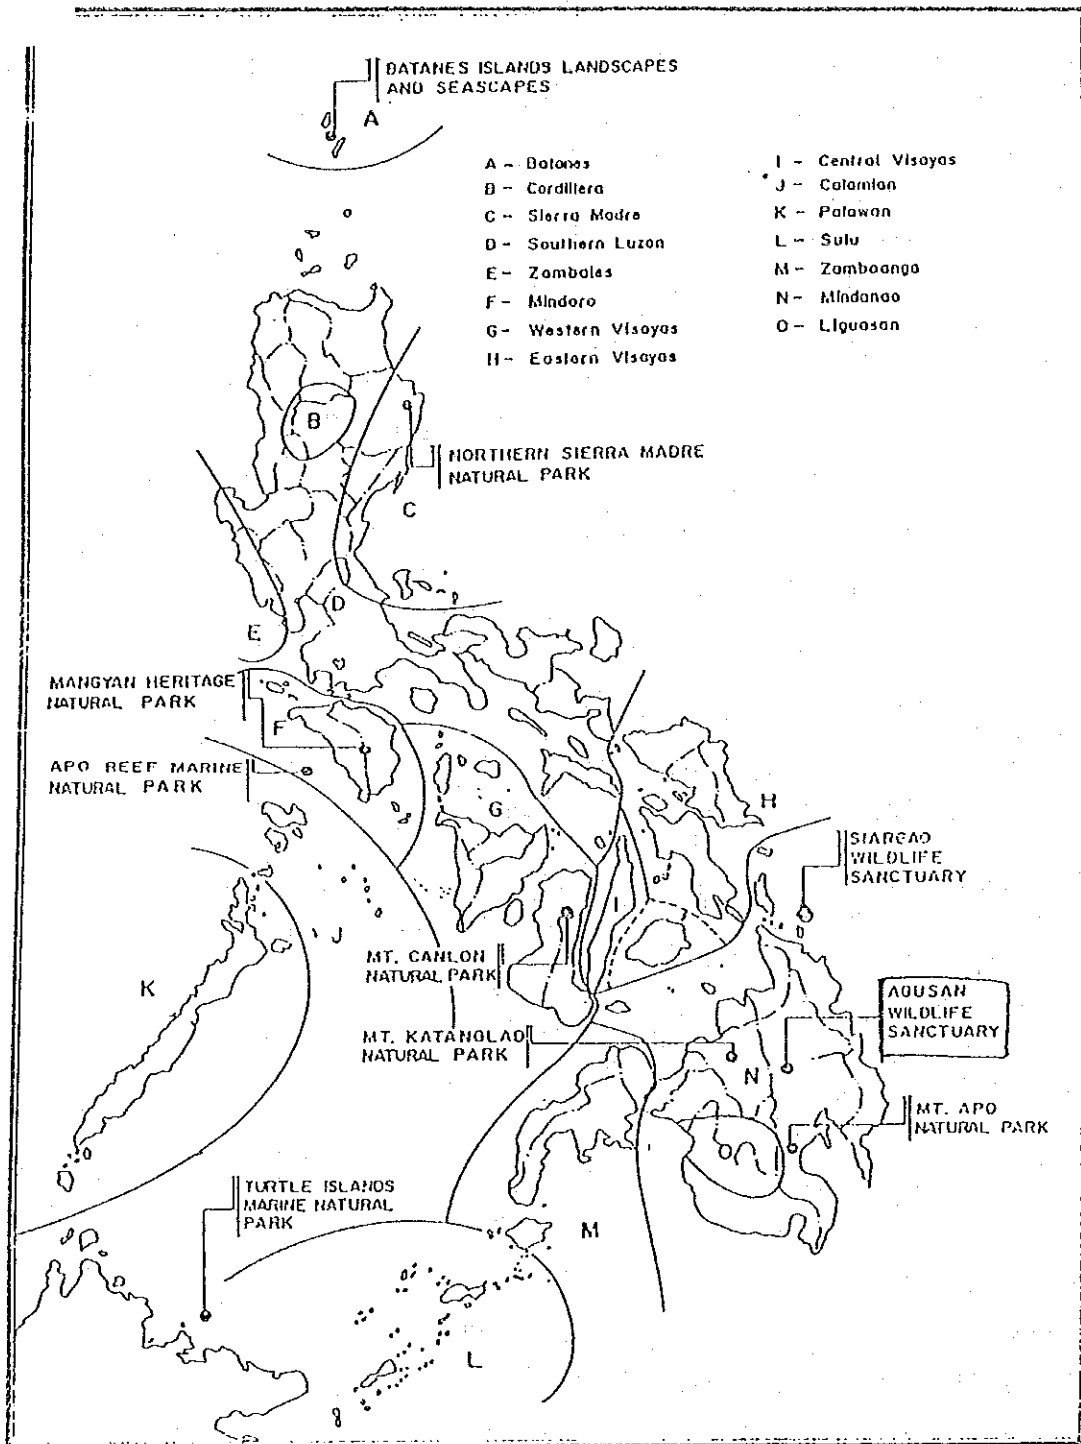 BATANES ISLANDS LANDSCAPES
AND SEASCAPES
A
A - Batanes
B - Cordillera
C - Sierra Madre
D - Southern Luzon
E - Zambales
F - Mindoro
G - Western Visayas
H - Eastern Visayas
I - Central Visayas
J - Calamian
K - Palawan
L - Sulu
M - Zamboanga
N - Mindanao
O - Liguasan
B
NORTHERN SIERRA MADRE
NATURAL PARK
C
D
E
MANGYAN HERITAGE
NATURAL PARK
F
APO REEF MARINE
NATURAL PARK
G
H
SIARGAO
WILDLIFE
SANCTUARY
I
J
MT. CANLON
NATURAL PARK
K
AGUSAN
WILDLIFE
SANCTUARY
MT. KATANGLAD
NATURAL PARK
N
MT. APO
NATURAL PARK
O
TURTLE ISLANDS
MARINE NATURAL
PARK
M
L